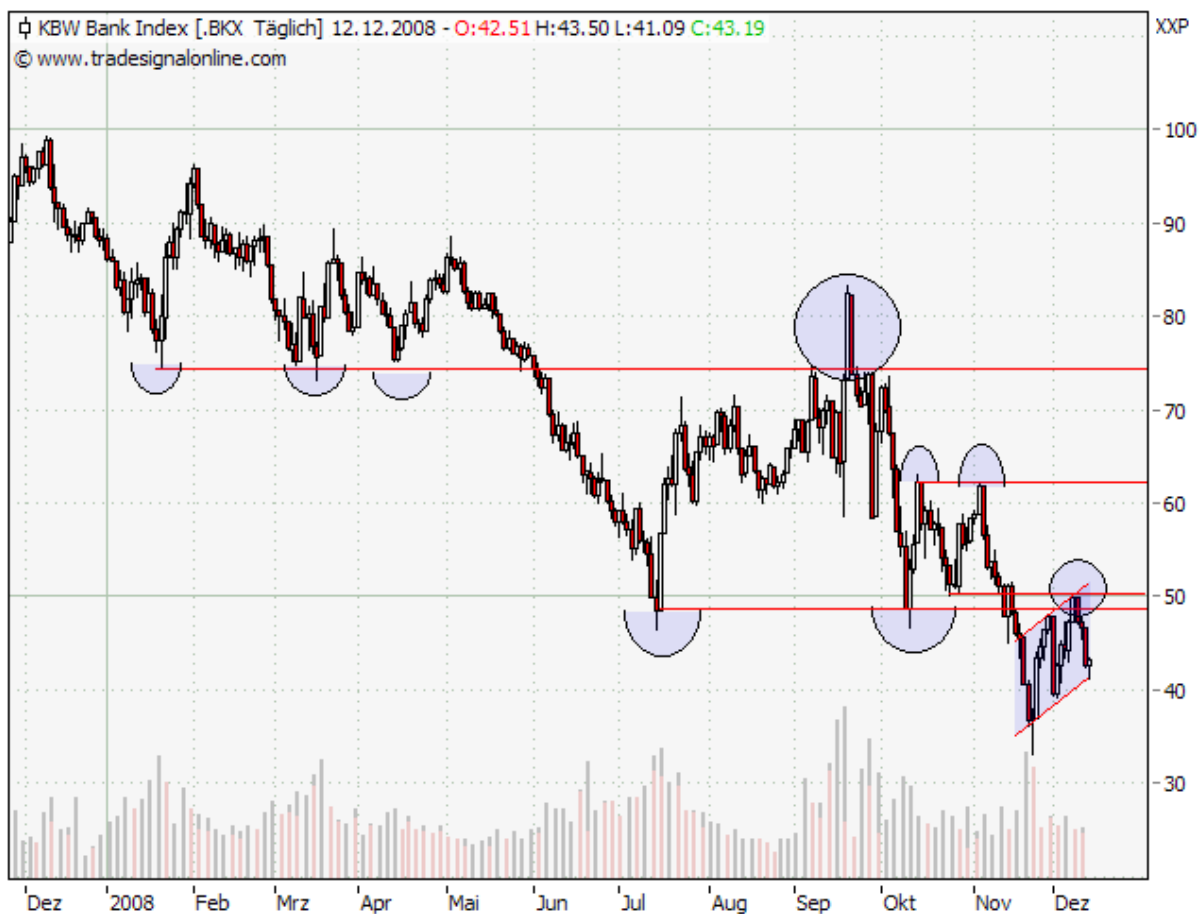 KBW Bank Index [.BKX Täglich] 12.12.2008 - O:42.51 H:43.50 L:41.09 C:43.19
XXP
© www.tradesignalonline.com
100
90
80
70
60
50
40
30
Dez 2008 Feb Mrz Apr Mai Jun Jul Aug Sep Okt Nov Dez